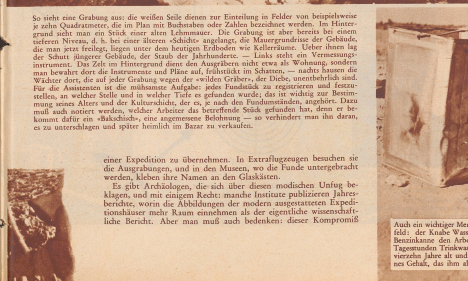 So sieht eine Grabung aus: die weißen Seile dienen zur Einteilung in Felder von beispielsweise
je zehn Quadratmeter, die im Plan mit Buchstaben oder Zahlen bezeichnet werden. Im Hinter-
grund sieht man ein Stück einer alten Lehmmauer. Die Grabung ist aber bereits bei einem
tieferen Niveau, d. h. bei einer älteren »Schicht« angelangt, die Mauergrundrisse der Gebäude,
die man jetzt freilegt, liegen unter dem heutigen Erdboden wie Kellerräume. Ueber ihnen lag
der Schutt jüngerer Gebäude, der Staub der Jahrhunderte. — Links steht ein Vermessungs-
instrument. Das Zelt im Hintergrund dient den Ausgräbern nicht etwa als Wohnung, sondern
man bewahrt dort die Instrumente und Pläne auf, frühstückt im Schatten, — nachts hausen die
Wächter dort, die auf jeder Grabung wegen der »wilden Gräber«, der Diebe, unentbehrlich sind.
Für die Assistenten ist die mühsamste Aufgabe: jedes Fundstück zu registrieren und festzu-
stellen, an welcher Stelle und in welcher Tiefe es gefunden wurde; das ist wichtig zur Bestim-
mung seines Alters und der Kulturschicht, der es, je nach den Fundumständen, angehört. Dazu
muß auch notiert werden, welcher Arbeiter das betreffende Stück gefunden hat, denn er be-
kommt dafür ein »Bakschisch«, eine angemessene Belohnung — so verhindert man ihn daran,
es zu unterschlagen und später heimlich im Bazar zu verkaufen.
einer Expedition zu übernehmen. In Extraflugzeugen besuchen sie
die Ausgrabungen, und in den Museen, wo die Funde untergebracht
werden, kleben ihre Namen an den Glaskästen.
Es gibt Archäologen, die sich über diesen modischen Unfug be-
klagen, und mit einigem Recht: manche Institute publizieren Jahres-
berichte, worin die Abbildungen der modern ausgestatteten Expedi-
tionshäuser mehr Raum einnehmen als der eigentliche wissenschaft-
liche Bericht. Aber man muß auch bedenken: dieser Kompromiß
Auch ein wichtiger
feld: der Knabe
Benzinkanne den
Tagesstunden
vierzehn Jahre alt und
nes Gehalt, das ihm